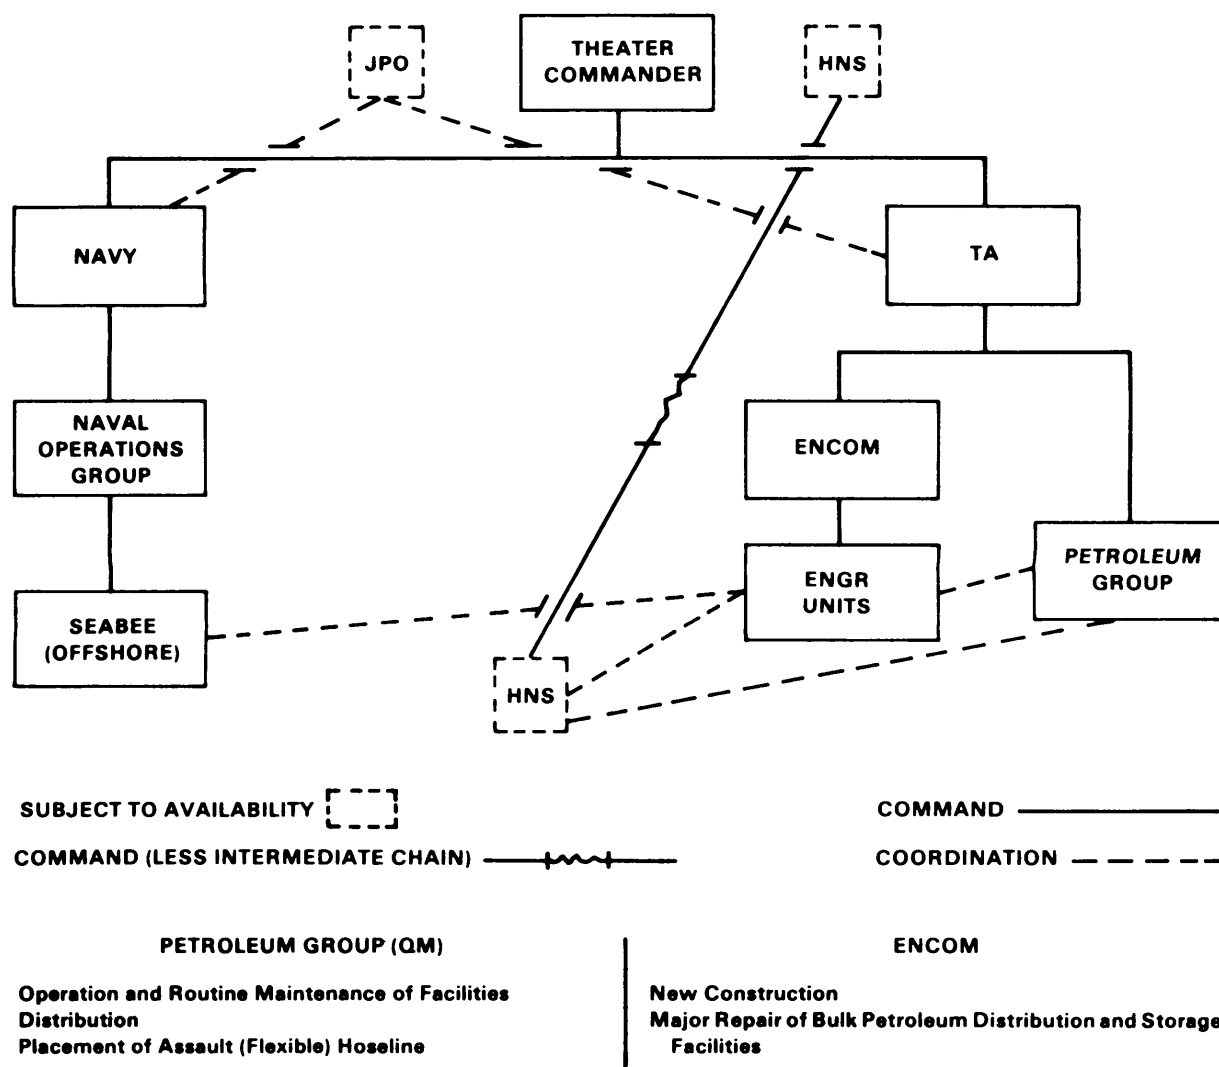 JPO
THEATER
COMMANDER
HNS
NAVY
TA
NAVAL
OPERATIONS
GROUP
ENCOM
SEABEE
(OFFSHORE)
ENGR
UNITS
PETROLEUM
GROUP
HNS
SUBJECT TO AVAILABILITY
COMMAND
COMMAND (LESS INTERMEDIATE CHAIN)
COORDINATION
PETROLEUM GROUP (QM)
Operation and Routine Maintenance of Facilities
Distribution
Placement of Assault (Flexible) Hoseline
ENCOM
New Construction
Major Repair of Bulk Petroleum Distribution and Storage
Facilities